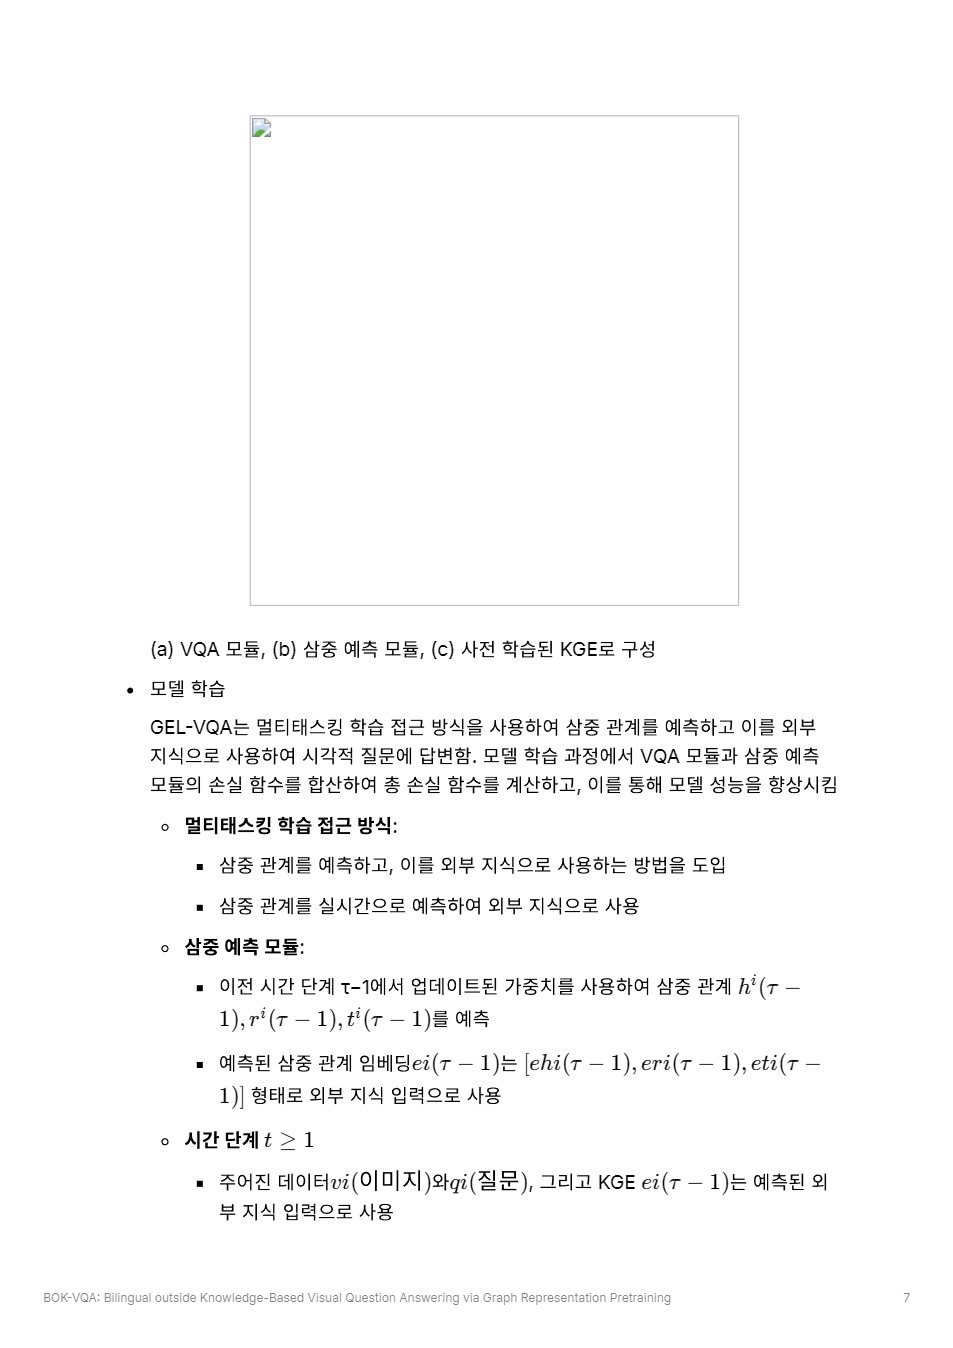 (a) VQA 모듈, (b) 삼중 예측 모듈, (c) 사전 학습된 KGE로 구성
• 모델 학습
GEL-VQA는 멀티태스킹 학습 접근 방식을 사용하여 삼중 관계를 예측하고 이를 외부
지식으로 사용하여 시각적 질문에 답변함. 모델 학습 과정에서 VQA 모듈과 삼중 예측
모듈의 손실 함수를 합산하여 총 손실 함수를 계산하고, 이를 통해 모델 성능을 향상시킴
◦ 멀티태스킹 학습 접근 방식:
▪ 삼중 관계를 예측하고, 이를 외부 지식으로 사용하는 방법을 도입
▪ 삼중 관계를 실시간으로 예측하여 외부 지식으로 사용
◦ 삼중 예측 모듈:
▪ 이전 시간 단계 τ−1에서 업데이트된 가중치를 사용하여 삼중 관계 hⁱ(τ −
1), rⁱ(τ − 1), tⁱ(τ − 1)를 예측
▪ 예측된 삼중 관계 임베딩ei(τ − 1)는 [ehi(τ − 1), eri(τ − 1), eti(τ −
1)] 형태로 외부 지식 입력으로 사용
◦ 시간 단계 t ≥ 1
▪ 주어진 데이터vi(이미지)와qi(질문), 그리고 KGE ei(τ − 1)는 예측된 외
부 지식 입력으로 사용
BOK-VQA: Bilingual outside Knowledge-Based Visual Question Answering via Graph Representation Pretraining
7